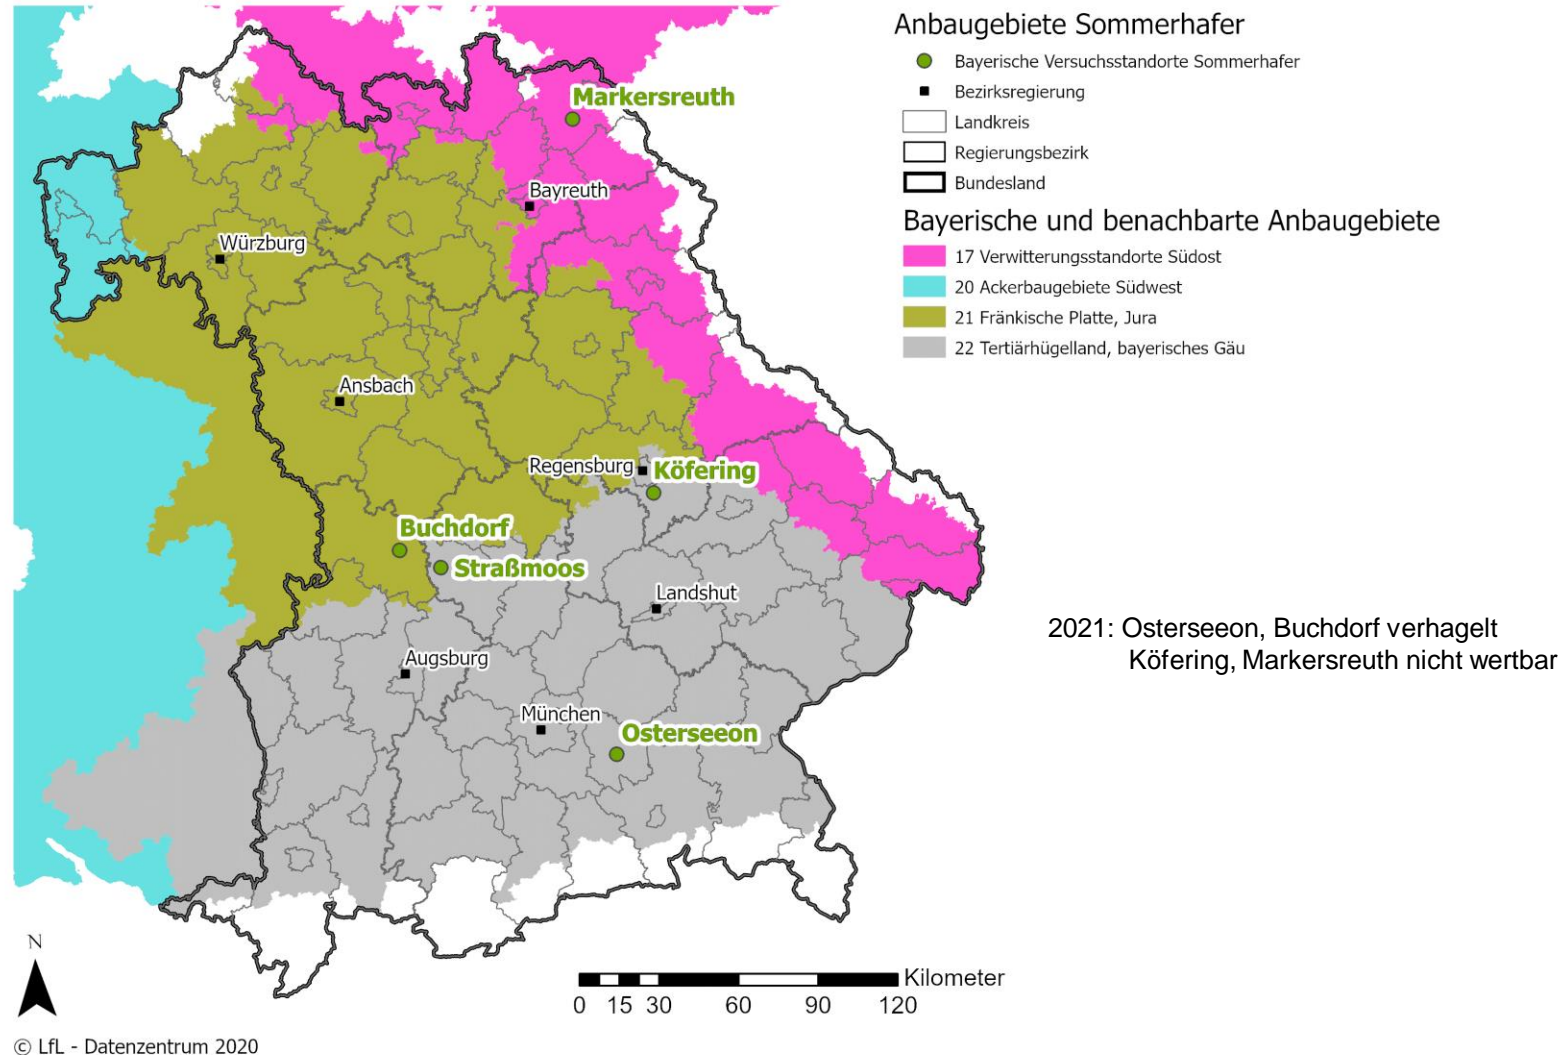 Anbaugebiete Sommerhafer
Bayerische Versuchsstandorte Sommerhafer
Bezirksregierung
Landkreis
Regierungsbezirk
Bundesland
Bayerische und benachbarte Anbaugebiete
17 Verwitterungsstandorte Südost
20 Ackerbaugebiete Südwest
21 Fränkische Platte, Jura
22 Tertiärhügelland, bayerisches Gäu
Markersreuth
Bayreuth
Würzburg
Ansbach
Regensburg
Köfering
Buchdorf
Straßmoos
Landshut
Augsburg
München
Osterseeon
2021: Osterseeon, Buchdorf verhagelt
Köfering, Markersreuth nicht wertbar
N
Kilometer
0 15 30 60 90 120
© LfL - Datenzentrum 2020